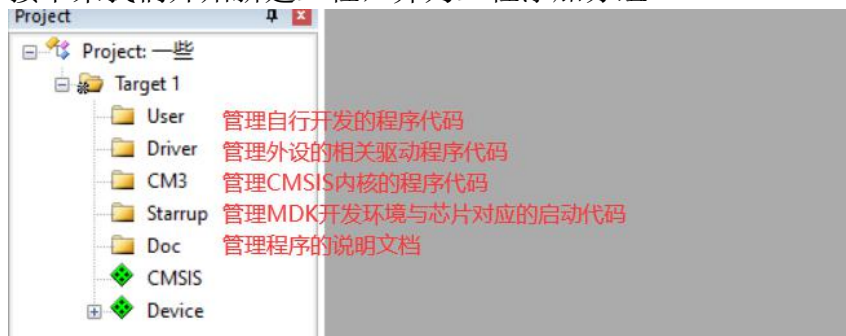 Project
Project: 一些
Target 1
User 管理自行开发的程序代码
Driver 管理外设的相关驱动程序代码
CM3 管理CMSIS内核的程序代码
Starrup 管理MDK开发环境与芯片对应的启动代码
Doc 管理程序的说明文档
CMSIS
Device